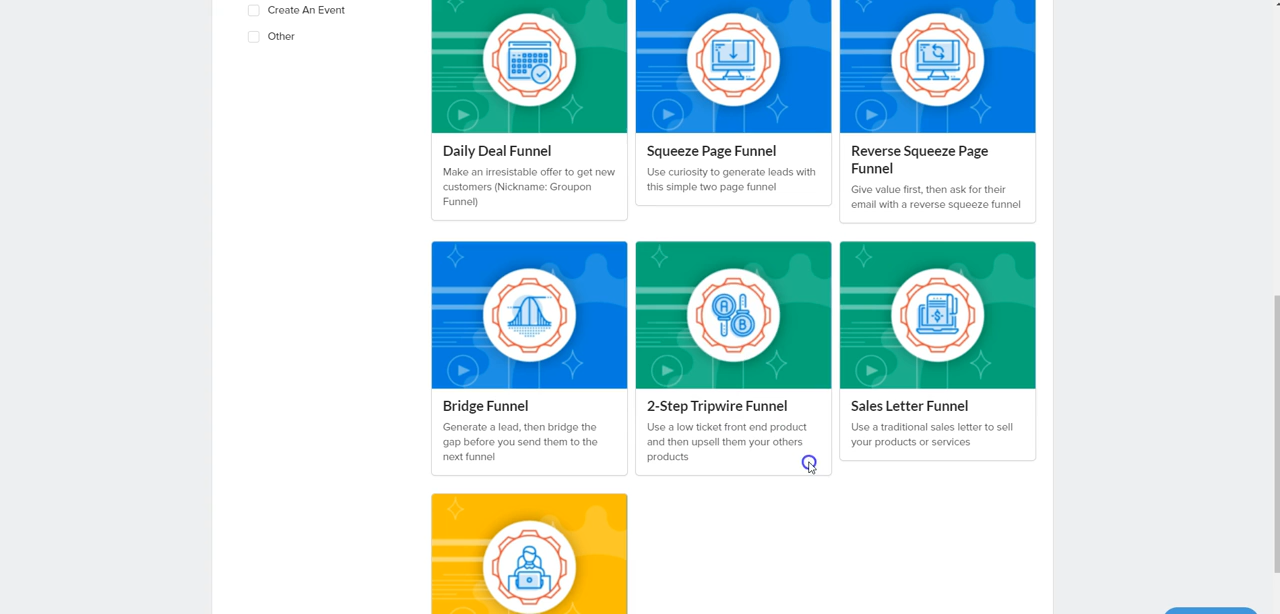 Create An Event
Other
Daily Deal Funnel
Make an irresistable offer to get new
customers (Nickname: Groupon
Funnel)
Squeeze Page Funnel
Use curiosity to generate leads with
this simple two page funnel
Reverse Squeeze Page
Funnel
Give value first, then ask for their
email with a reverse squeeze funnel
Bridge Funnel
Generate a lead, then bridge the
gap before you send them to the
next funnel
A
B
2-Step Tripwire Funnel
Use a low ticket front end product
and then upsell them your others
products
$
Sales Letter Funnel
Use a traditional sales letter to sell
your products or services